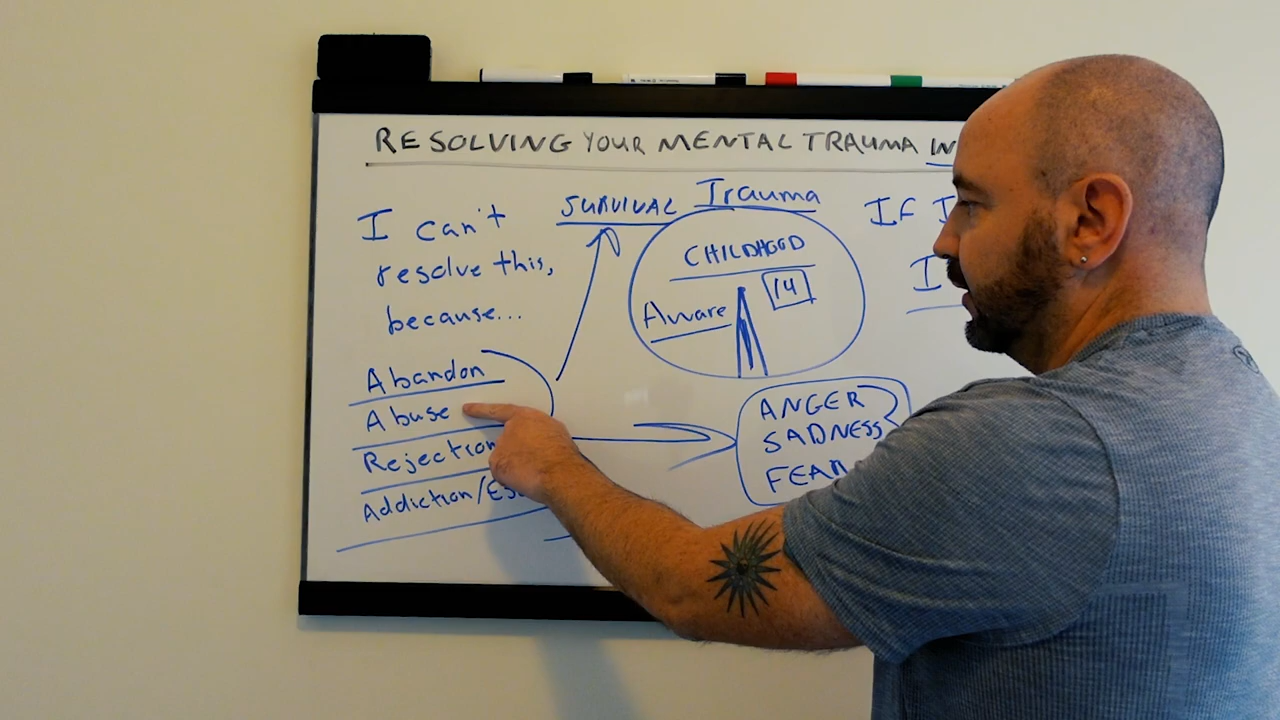 RESOLVING YOUR MENTAL TRAUMA IN
I can't
resolve this,
because...
Abandon
Abuse
Rejection
Addiction/Es
SURVIVAL
Trauma
CHILDHOOD
Aware
14
ANGER
SADNESS
FEAR
If I
I